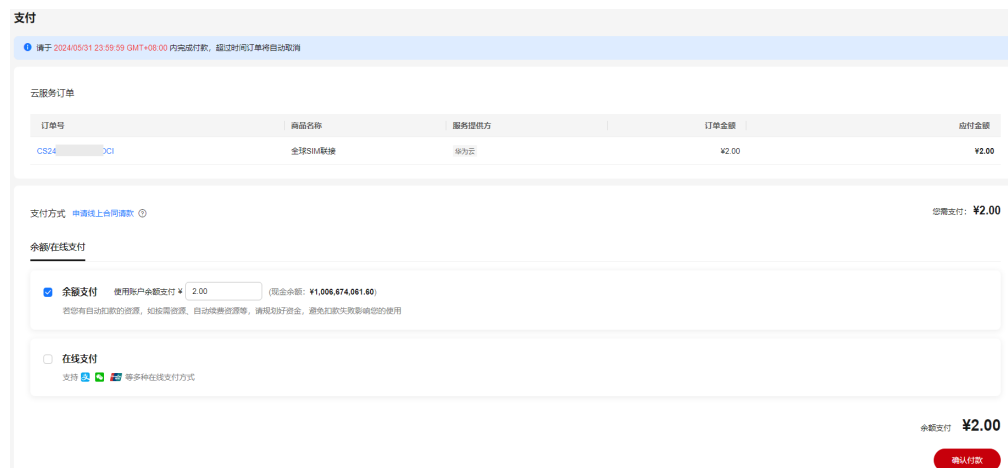 支付
请于 2024/05/31 23:59:59 GMT+08:00 内完成付款，超过时间订单将自动取消
云服务订单
订单号 商品名称 服务提供方 订单金额 应付金额
CS24 OCI 全球SIM联接 华为云 ¥2.00 ¥2.00
支付方式 申请线上合同请款 您需支付：¥2.00
余额/在线支付
余额支付 使用账户余额支付 ¥ 2.00 (现金余额：¥1,006,674,061.60)
若您有自动扣款的资源，如按需资源、自动续费资源等，请规划好资金，避免扣款失败影响您的使用
在线支付
支持 等多种在线支付方式
余额支付 ¥2.00
确认付款